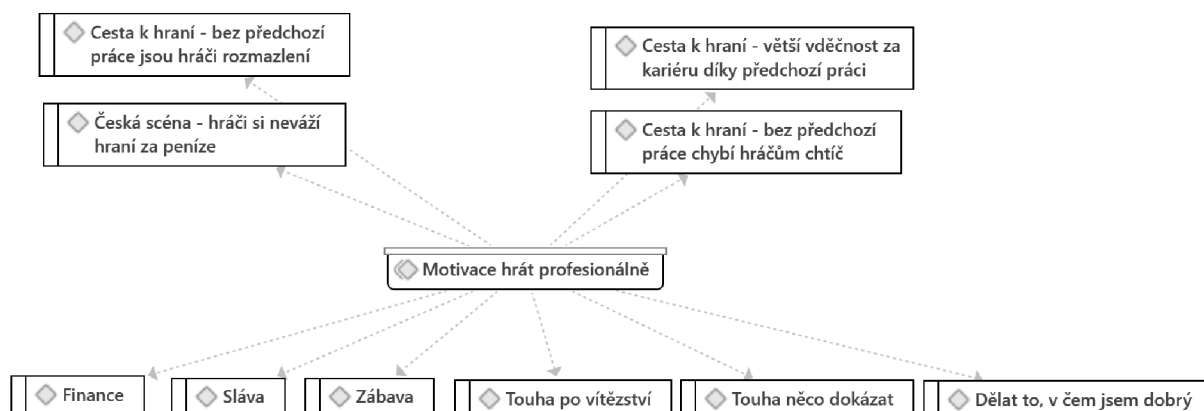 Cesta k hraní - bez předchozí
práce jsou hráči rozmazlení
Cesta k hraní - větší vděčnost za
kariéru díky předchozí práci
Česká scéna - hráči si neváží
hraní za peníze
Cesta k hraní - bez předchozí
práce chybí hráčům chtíč
Motivace hrát profesionálně
Finance
Sláva
Zábava
Touha po vítězství
Touha něco dokázat
Dělat to, v čem jsem dobrý